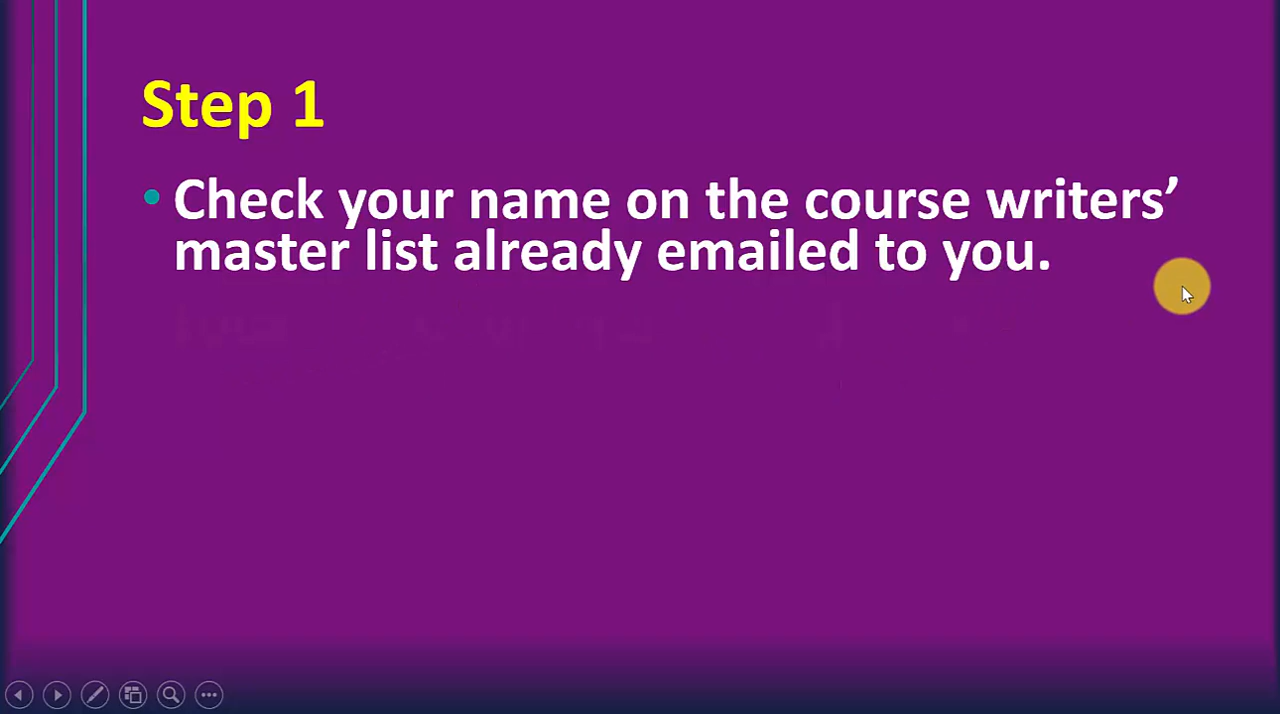 Step 1
• Check your name on the course writers’
master list already emailed to you.